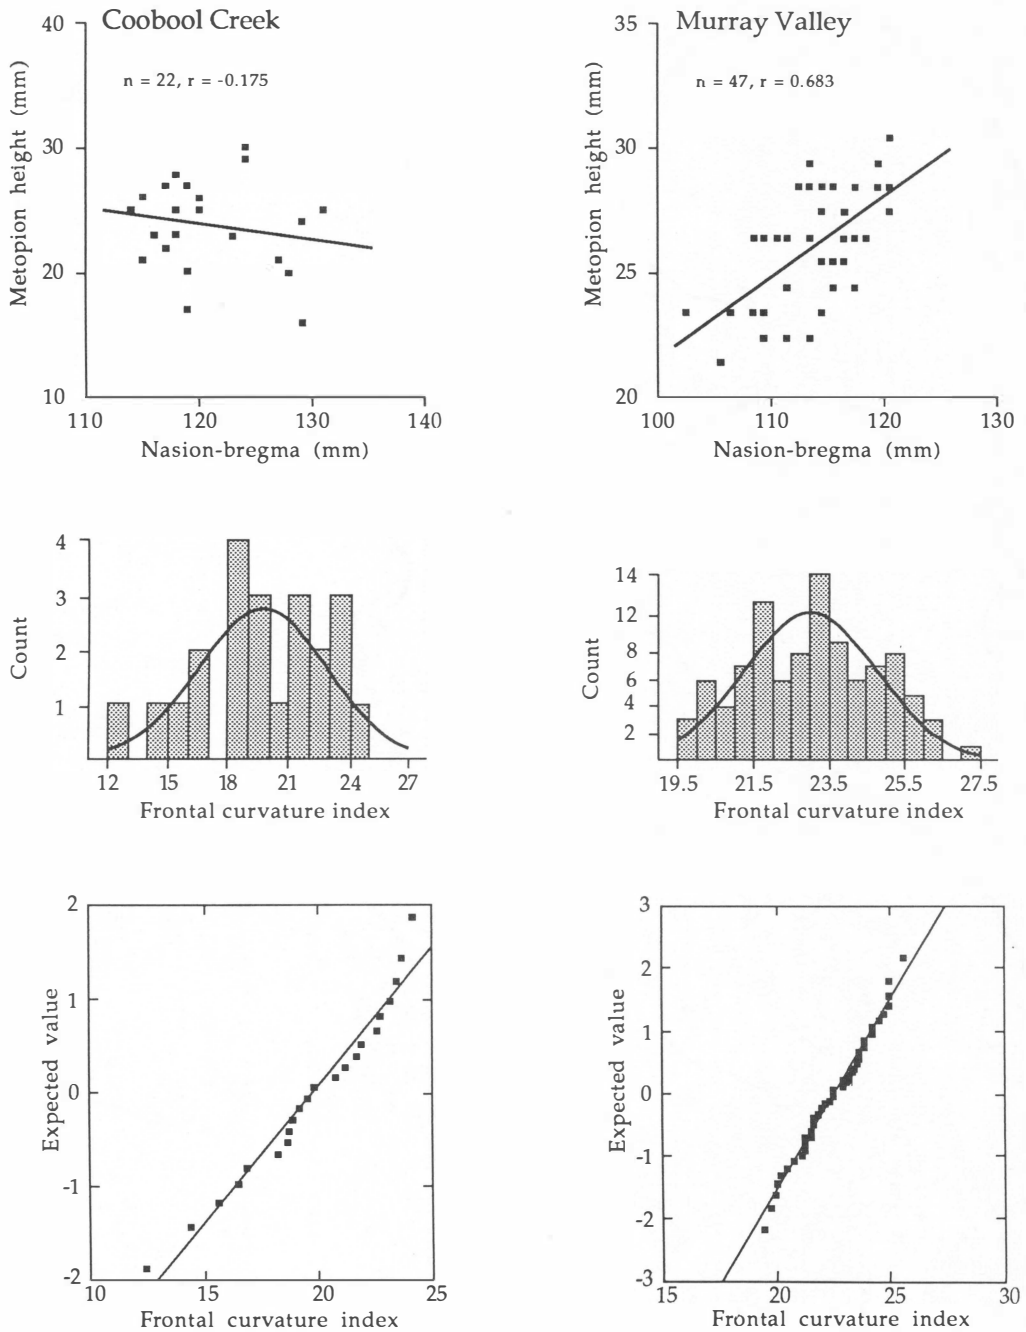 Coobool Creek
n = 22, r = -0.175
Metopion height (mm)
40
30
20
10
110 120 130 140
Nasion-bregma (mm)
Murray Valley
n = 47, r = 0.683
Metopion height (mm)
35
30
25
20
100 110 120 130
Nasion-bregma (mm)
Count
4
3
2
1
12 15 18 21 24 27
Frontal curvature index
Count
14
12
8
6
4
2
19.5 21.5 23.5 25.5 27.5
Frontal curvature index
Expected value
2
1
0
-1
-2
10 15 20 25
Frontal curvature index
Expected value
3
2
1
0
-1
-2
-3
15 20 25 30
Frontal curvature index